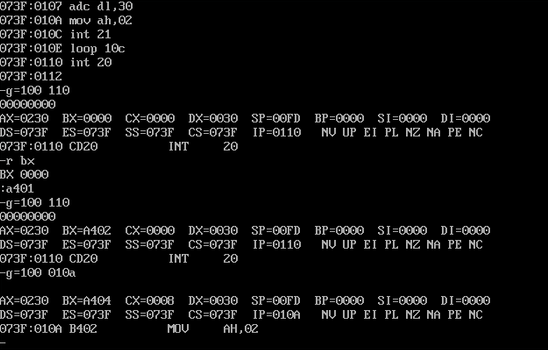 073F:0107 adc dl,30
073F:010A mov ah,02
073F:010C int 21
073F:010E loop 10c
073F:0110 int 20
073F:0112
-g=100 110
00000000
AX=0230 BX=0000 CX=0000 DX=0030 SP=00FD BP=0000 SI=0000 DI=0000
DS=073F ES=073F SS=073F CS=073F IP=0110 NV UP EI PL NZ NA PE NC
073F:0110 CD20 INT 20
-r bx
BX 0000
:a401
-g=100 110
00000000
AX=0230 BX=A402 CX=0000 DX=0030 SP=00FD BP=0000 SI=0000 DI=0000
DS=073F ES=073F SS=073F CS=073F IP=0110 NV UP EI PL NZ NA PE NC
073F:0110 CD20 INT 20
-g=100 010a
AX=0230 BX=A404 CX=0008 DX=0030 SP=00FD BP=0000 SI=0000 DI=0000
DS=073F ES=073F SS=073F CS=073F IP=010A NV UP EI PL NZ NA PE NC
073F:010A B402 MOV AH,02
-